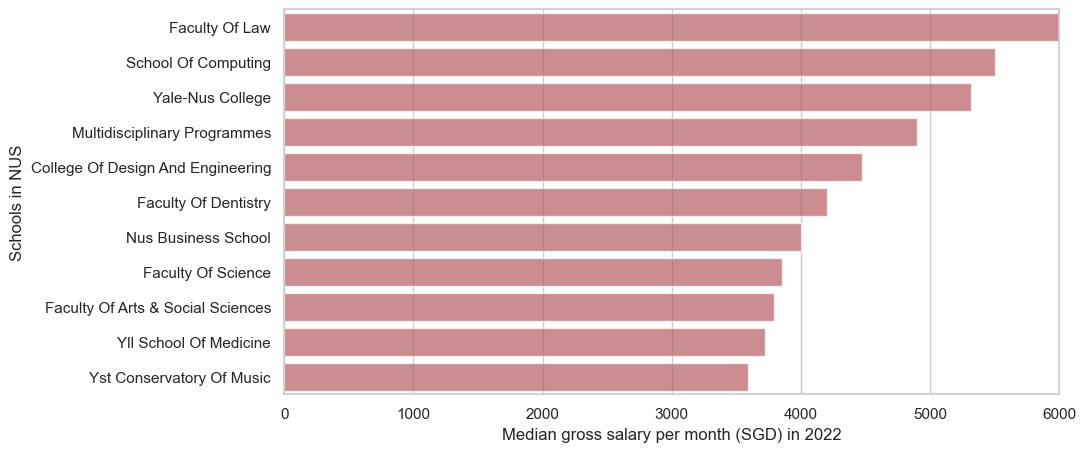 Faculty Of Law
School Of Computing
Yale-Nus College
Multidisciplinary Programmes
College Of Design And Engineering
Faculty Of Dentistry
Nus Business School
Faculty Of Science
Faculty Of Arts & Social Sciences
Yll School Of Medicine
Yst Conservatory Of Music
Schools in NUS
0 1000 2000 3000 4000 5000 6000
Median gross salary per month (SGD) in 2022